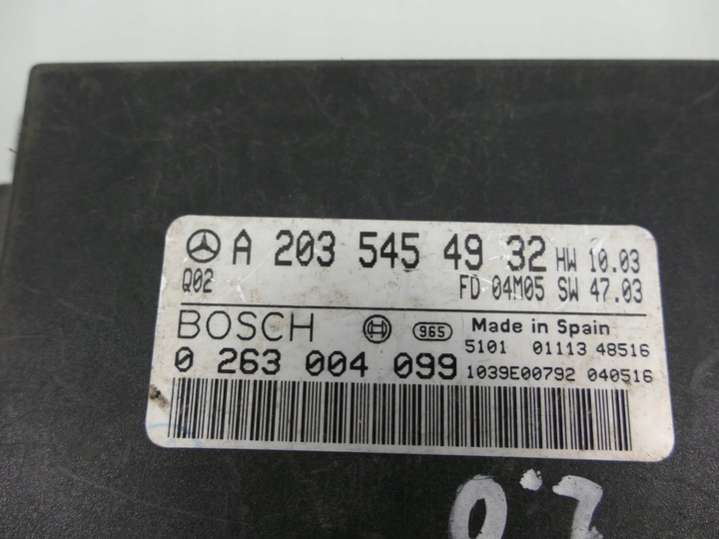 A 203 545 49 32 HW 10.03
Q02 FD 04M05 SW 47.03
BOSCH 965 Made in Spain
5101 01113 48516
0 263 004 099 1039E00792 040516